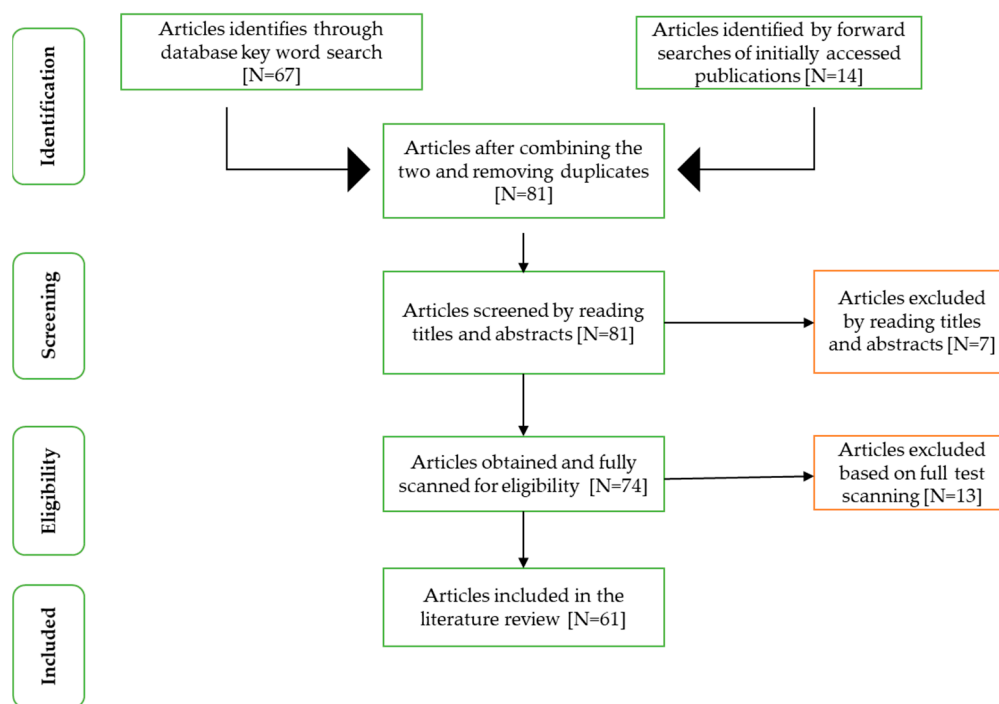 Identification
Articles identifies through
database key word search
[N=67]
Articles identified by forward
searches of initially accessed
publications [N=14]
Articles after combining the
two and removing duplicates
[N=81]
Screening
Articles screened by reading
titles and abstracts [N=81]
Articles excluded
by reading titles
and abstracts [N=7]
Eligibility
Articles obtained and fully
scanned for eligibility [N=74]
Articles excluded
based on full test
scanning [N=13]
Included
Articles included in the
literature review [N=61]